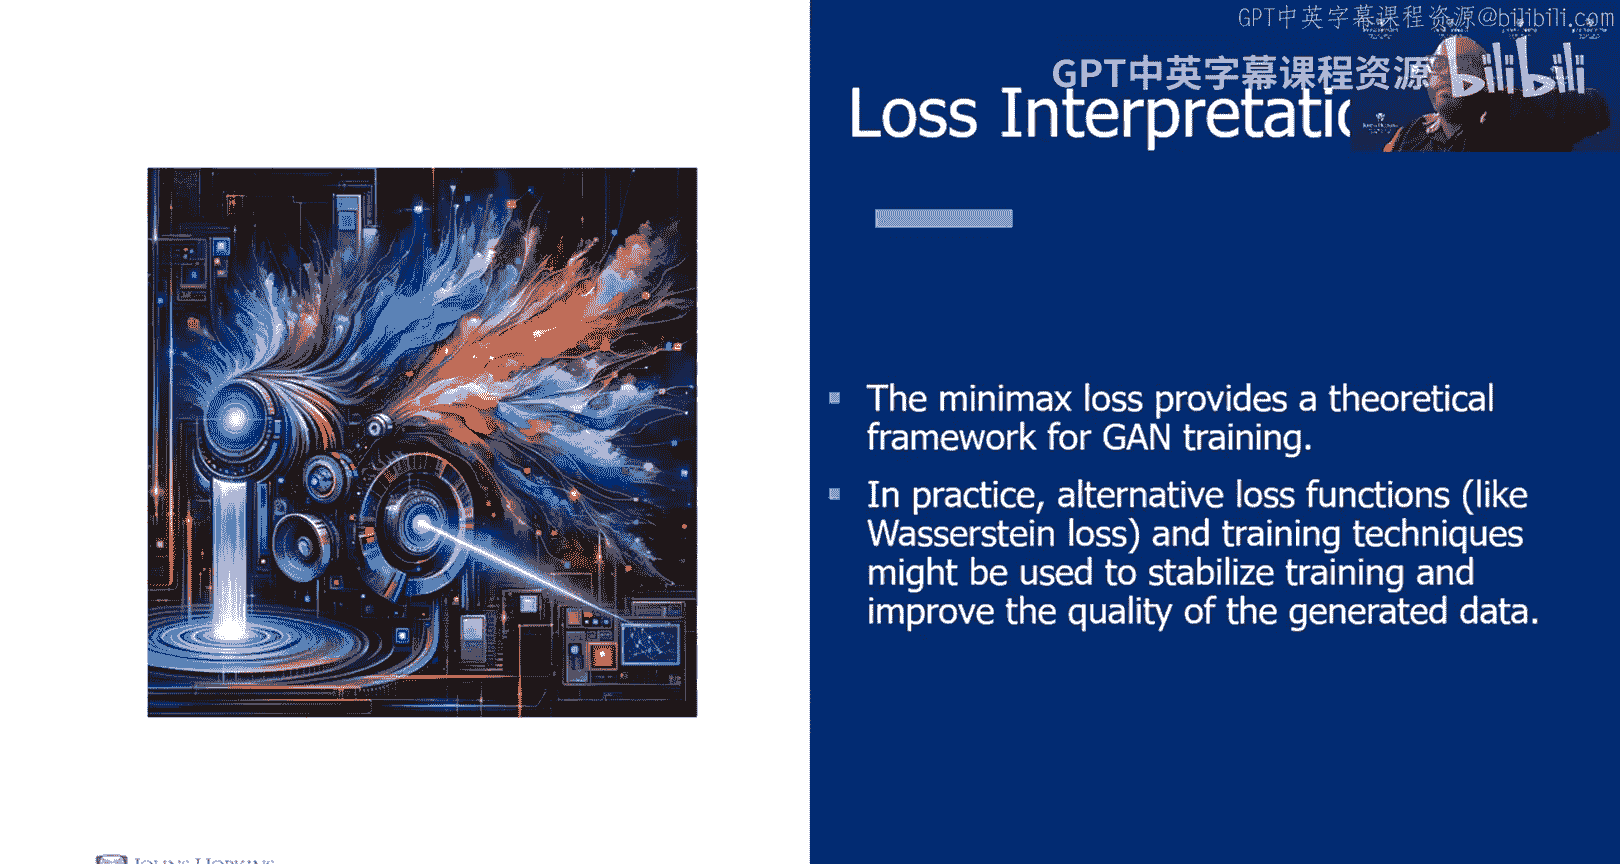 GPT中英字幕课程资源@bilibili.com
GPT中英字幕课程资源 bilibili
Loss Interpretatio
▪ The minimax loss provides a theoretical
framework for GAN training.
▪ In practice, alternative loss functions (like
Wasserstein loss) and training techniques
might be used to stabilize training and
improve the quality of the generated data.
JOHNS HOPKINS